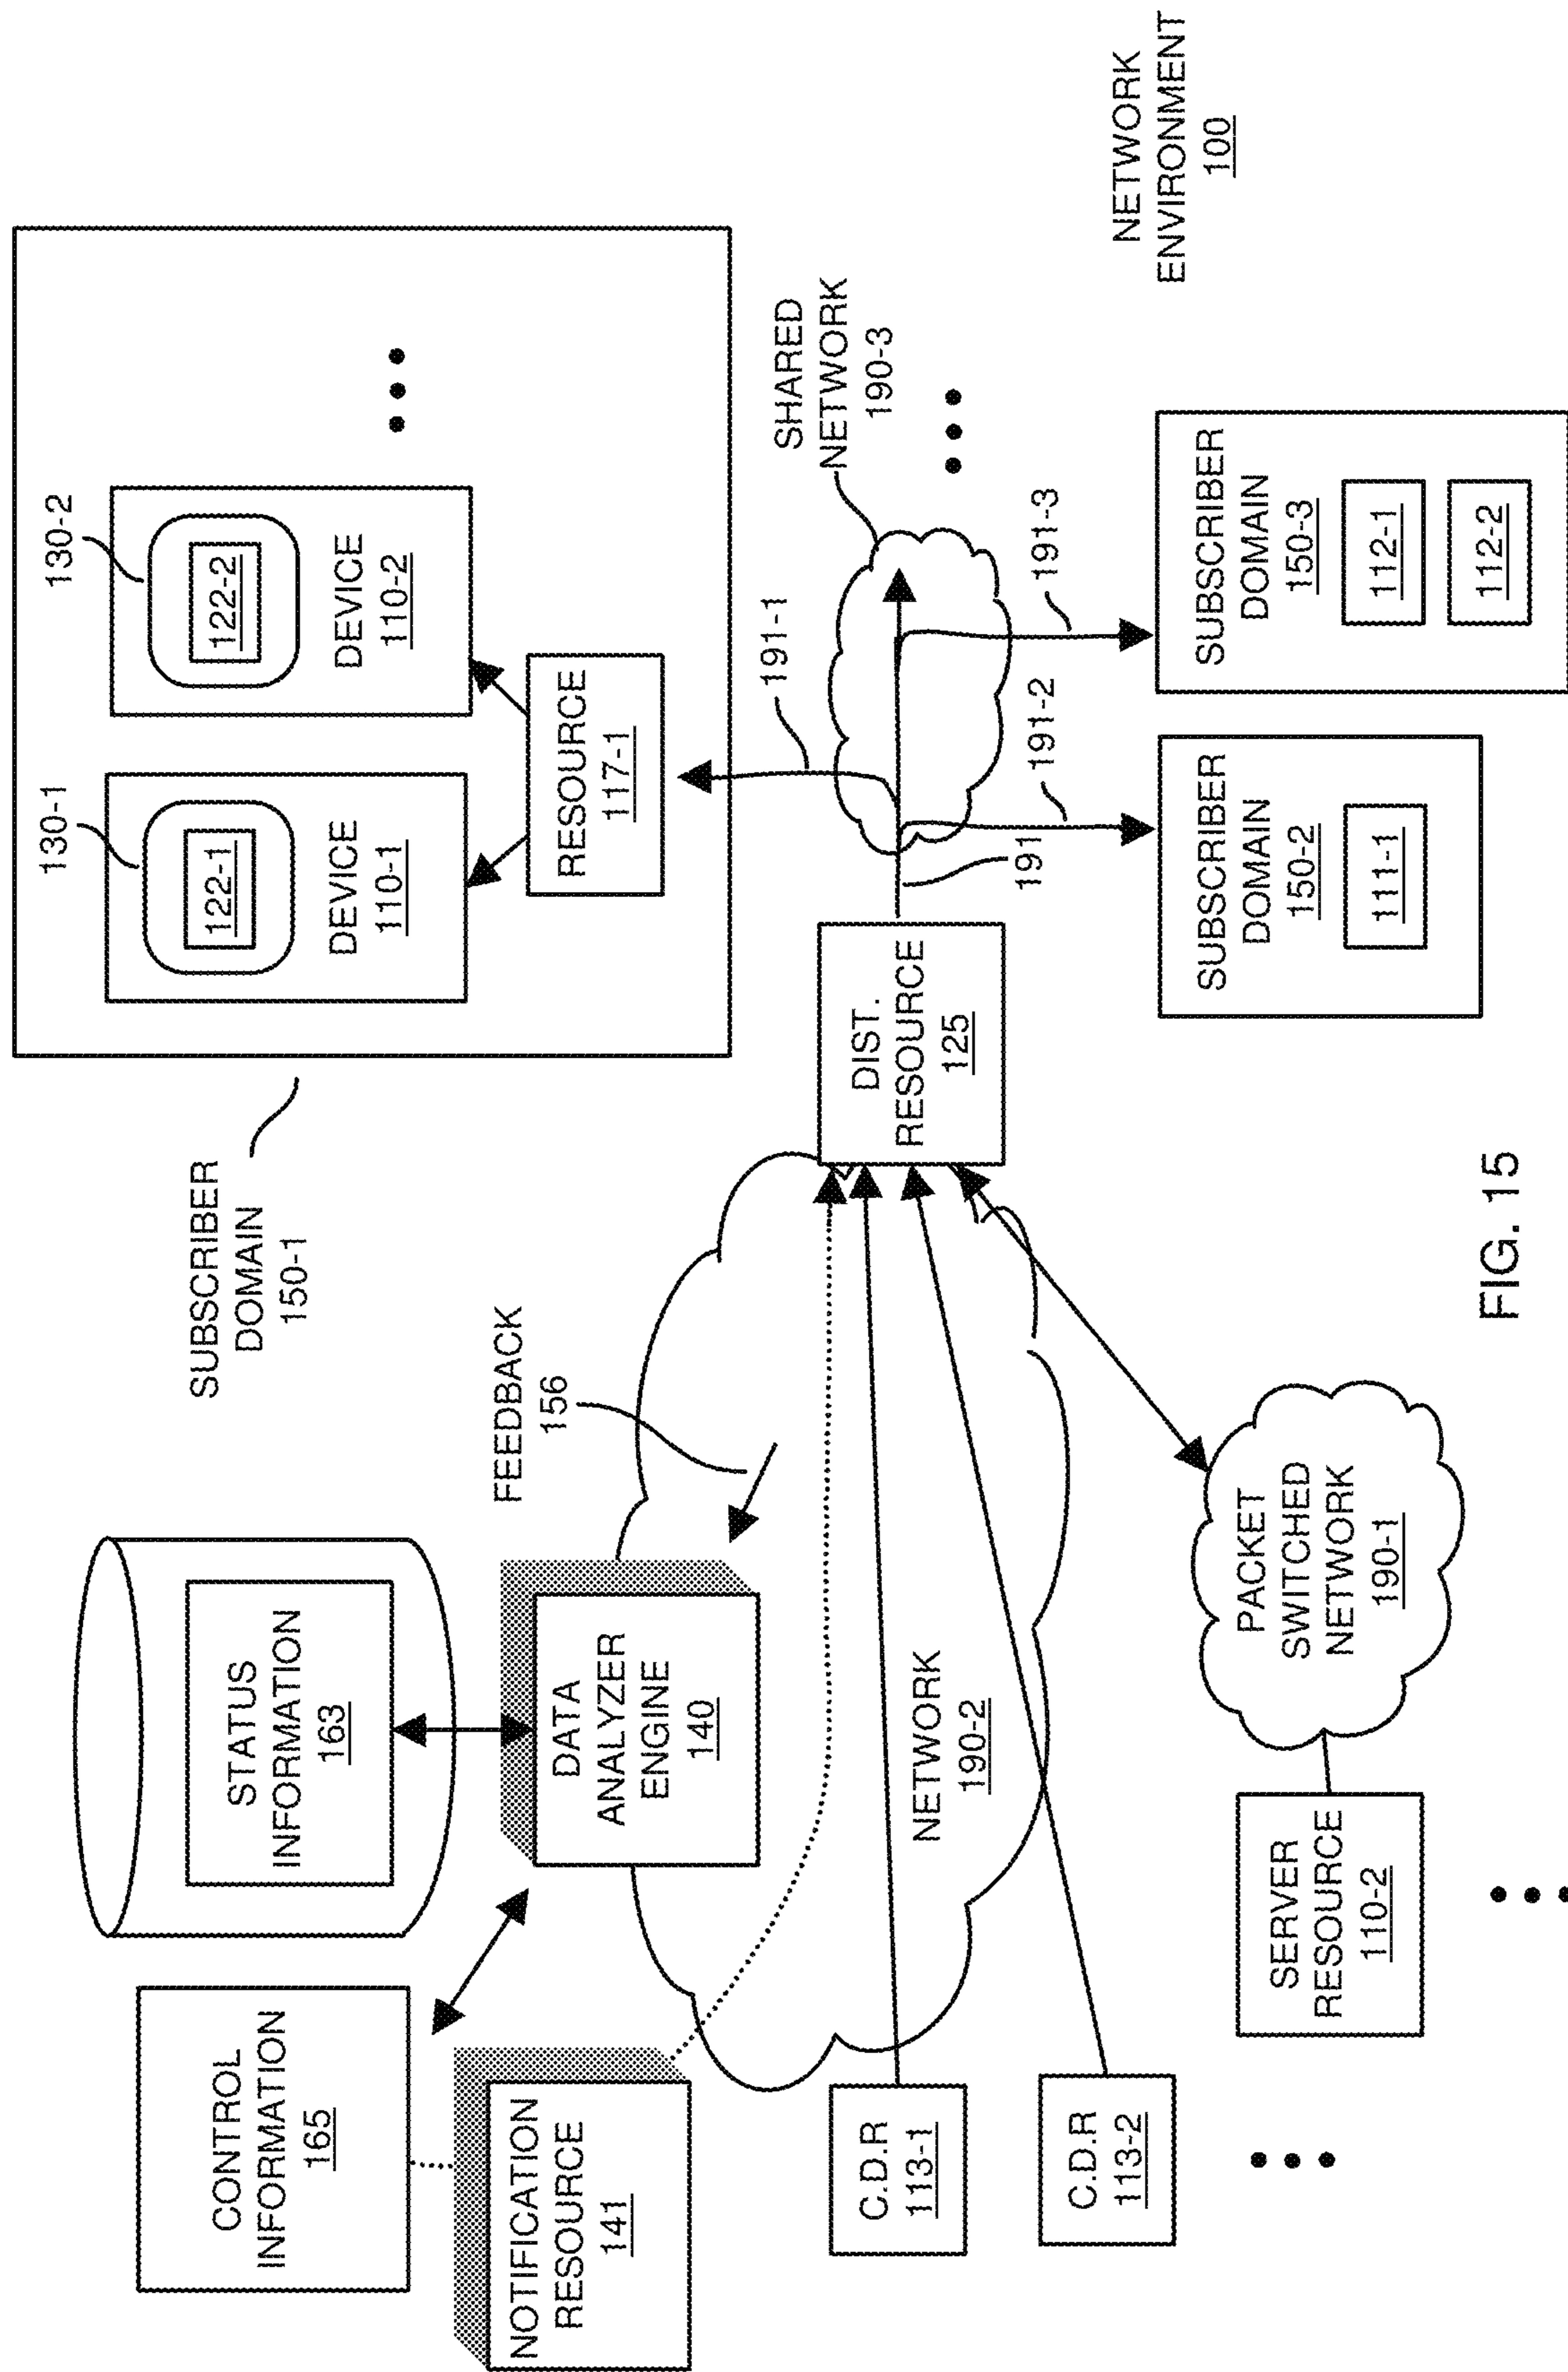 CONTROL
INFORMATION
165
NOTIFICATION
RESOURCE
141
STATUS
INFORMATION
163
DATA
ANALYZER
ENGINE
140
FEEDBACK
156
SUBSCRIBER
DOMAIN
150-1
130-1
122-1
DEVICE
110-1
130-2
122-2
DEVICE
110-2
RESOURCE
117-1
C.D.R
113-1
C.D.R
113-2
NETWORK
190-2
DIST.
RESOURCE
125
191-1
191
191-2
191-3
SHARED
NETWORK
190-3
SERVER
RESOURCE
110-2
PACKET
SWITCHED
NETWORK
190-1
SUBSCRIBER
DOMAIN
150-2
111-1
SUBSCRIBER
DOMAIN
150-3
112-1
112-2
NETWORK
ENVIRONMENT
100
FIG. 15